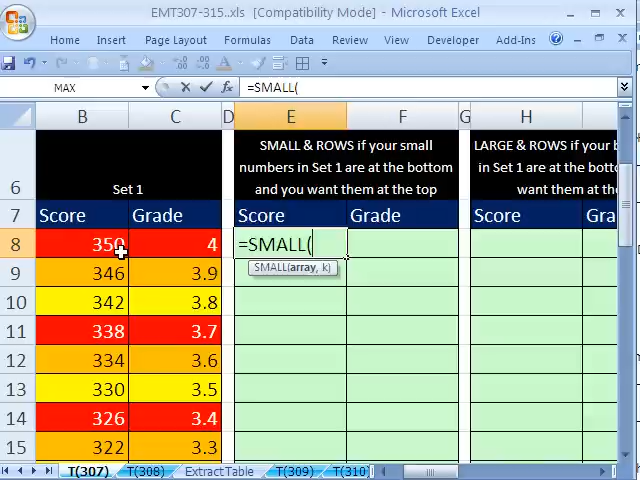 EMT307-315..xls [Compatibility Mode] - Microsoft Excel
Home Insert Page Layout Formulas Data Review View Developer Add-Ins
MAX =SMALL(
B C D E F G H
6 Set 1
SMALL & ROWS if your small
numbers in Set 1 are at the bottom
and you want them at the top
LARGE & ROWS if your
in Set 1 are at the bottom
want them at the
7 Score Grade Score Grade Score Gra
8 350 4 =SMALL(
SMALL(array, k)
9 346 3.9
10 342 3.8
11 338 3.7
12 334 3.6
13 330 3.5
14 326 3.4
15 322 3.3
T(307) T(308) ExtractTable T(309) T(310)